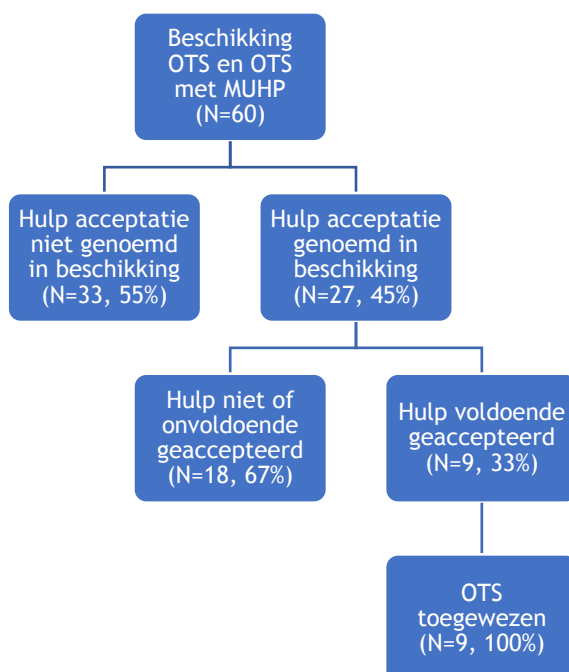 Beschikking
OTS en OTS
met MUHP
(N=60)
Hulp acceptatie
niet genoemd
in beschikking
(N=33, 55%)
Hulp acceptatie
genoemd in
beschikking
(N=27, 45%)
Hulp niet of
onvoldoende
geaccepteerd
(N=18, 67%)
Hulp voldoende
geaccepteerd
(N=9, 33%)
OTS
toegewezen
(N=9, 100%)